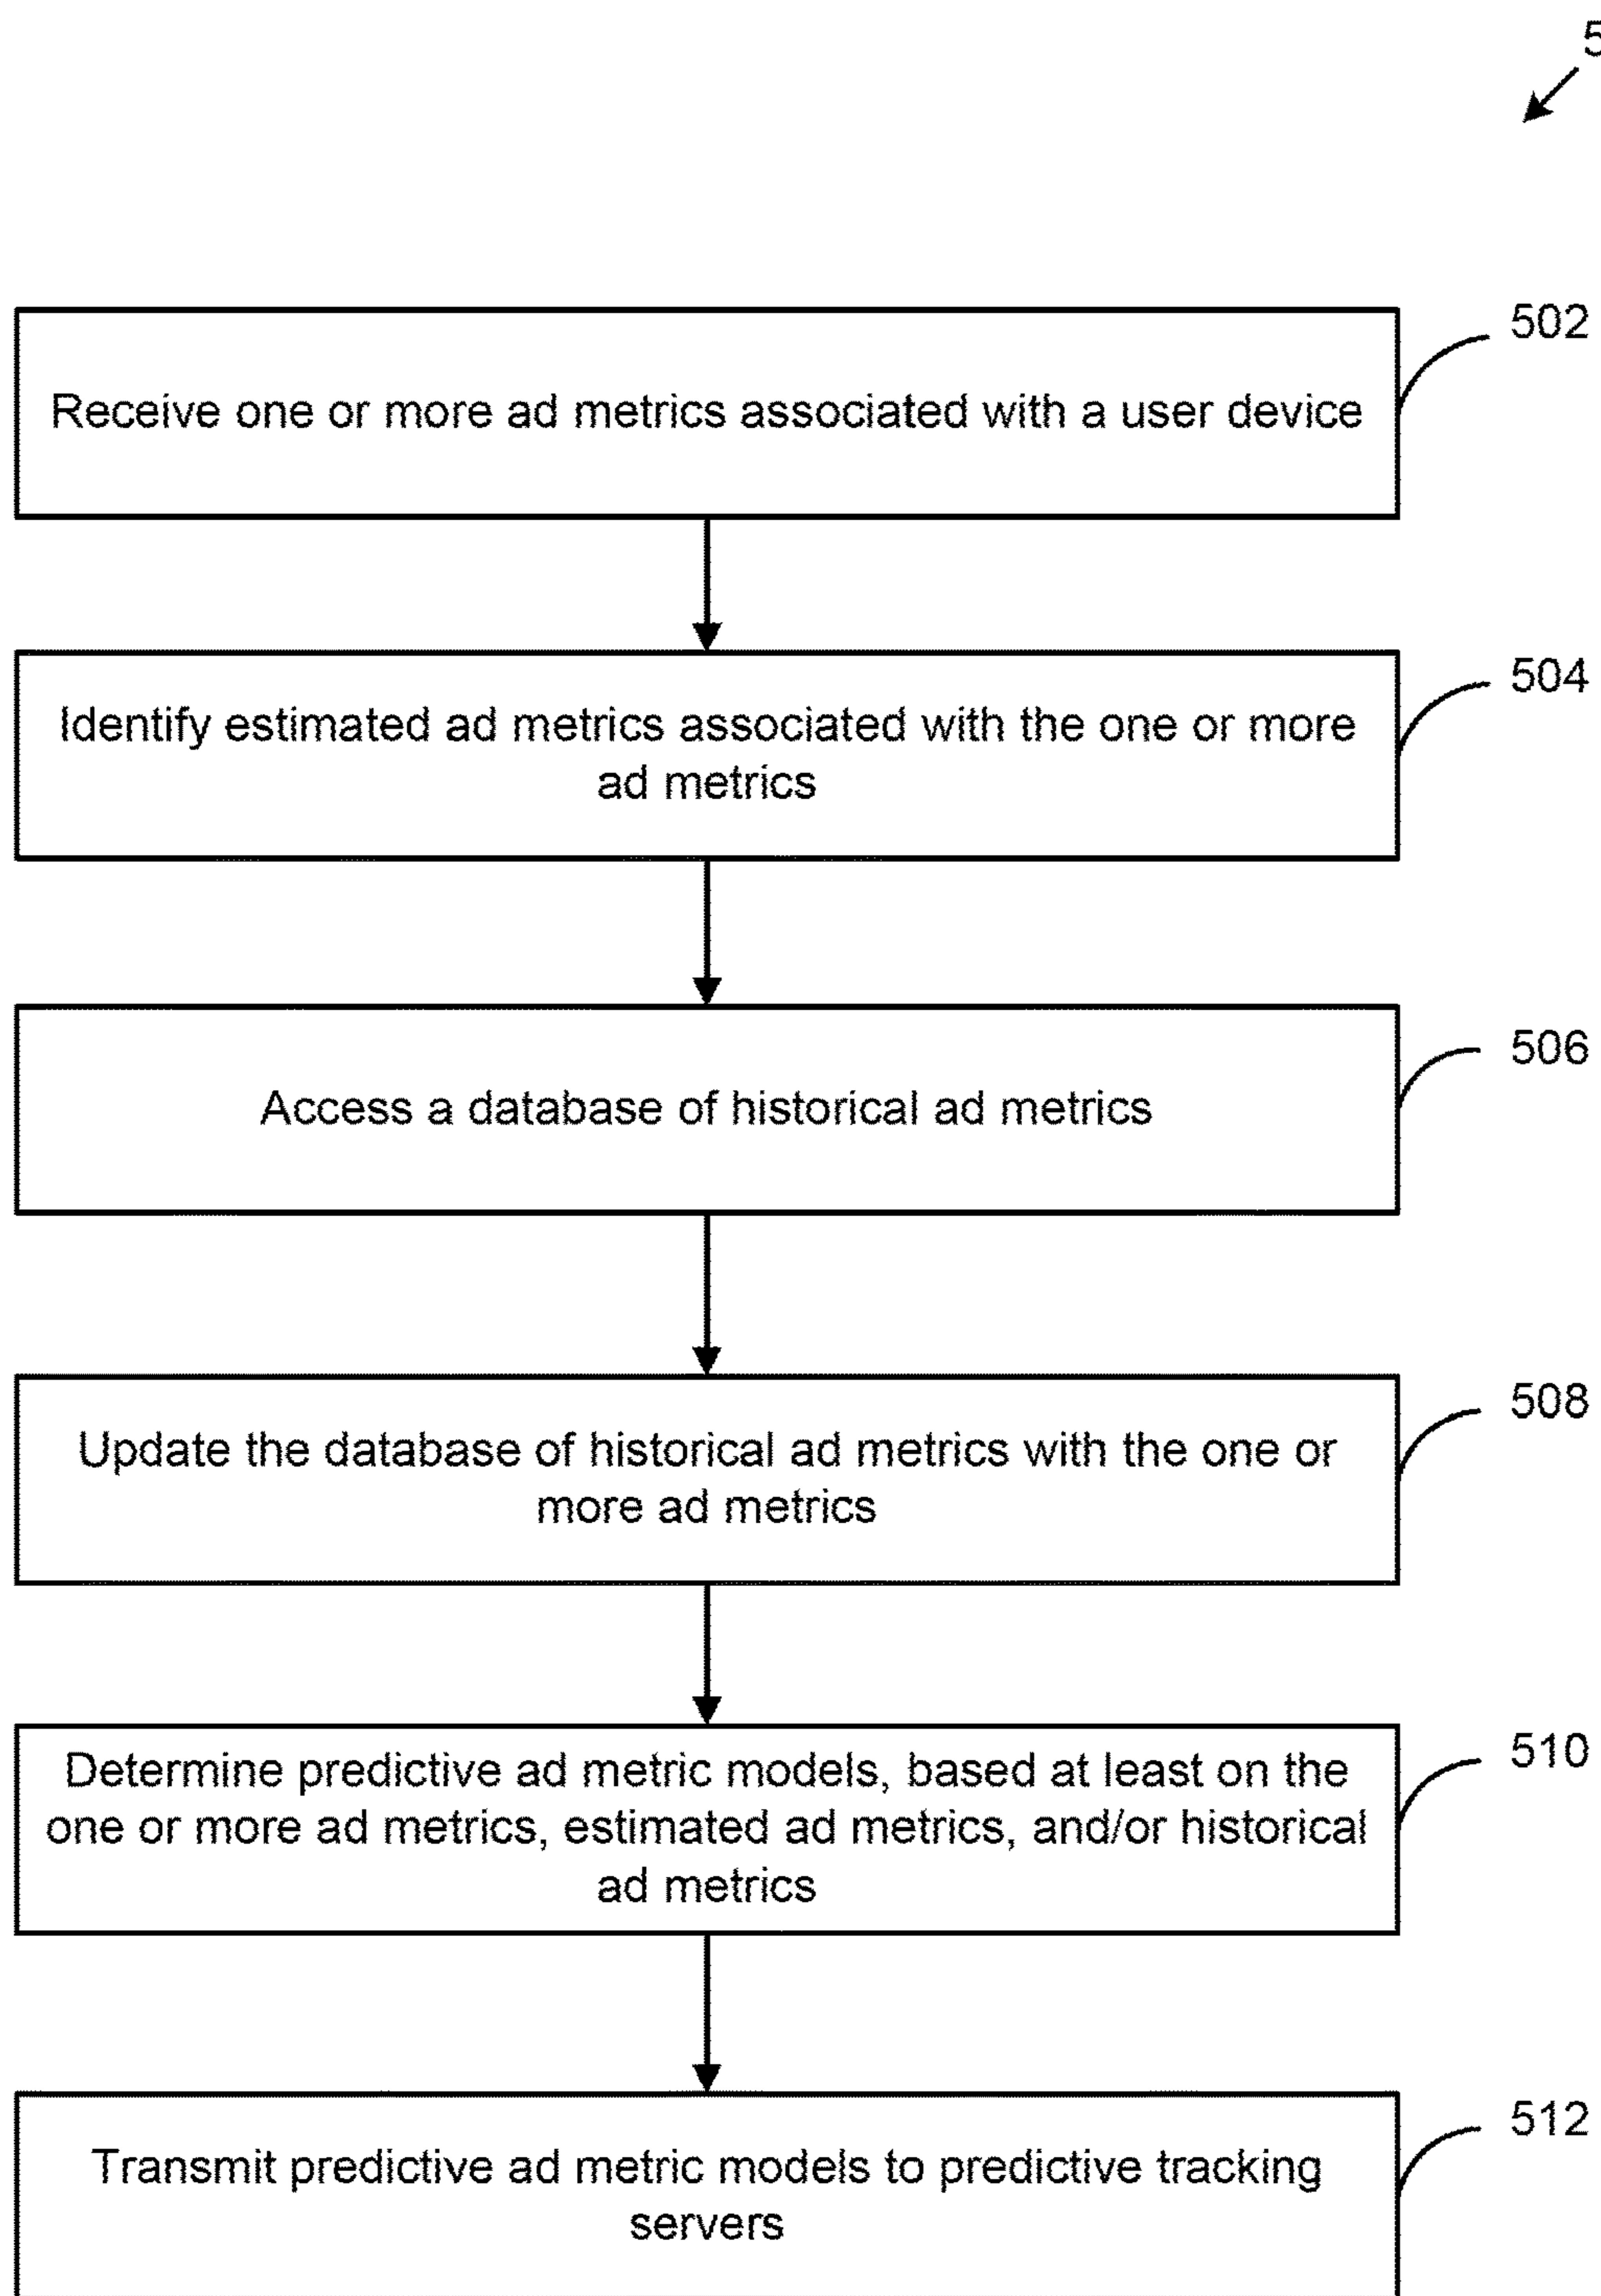 5
502
Receive one or more ad metrics associated with a user device
504
Identify estimated ad metrics associated with the one or more
ad metrics
506
Access a database of historical ad metrics
508
Update the database of historical ad metrics with the one or
more ad metrics
510
Determine predictive ad metric models, based at least on the
one or more ad metrics, estimated ad metrics, and/or historical
ad metrics
512
Transmit predictive ad metric models to predictive tracking
servers